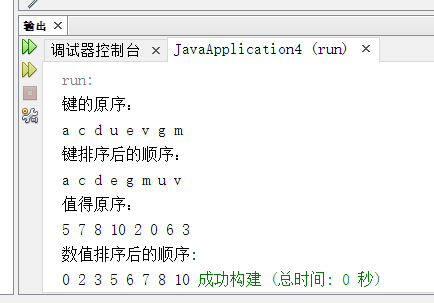 输出 ×
调试器控制台 × JavaApplication4 (run) ×
run:
键的原序：
a c d u e v g m
键排序后的顺序：
a c d e g m u v
值得原序：
5 7 8 10 2 0 6 3
数值排序后的顺序:
0 2 3 5 6 7 8 10 成功构建 (总时间: 0 秒)